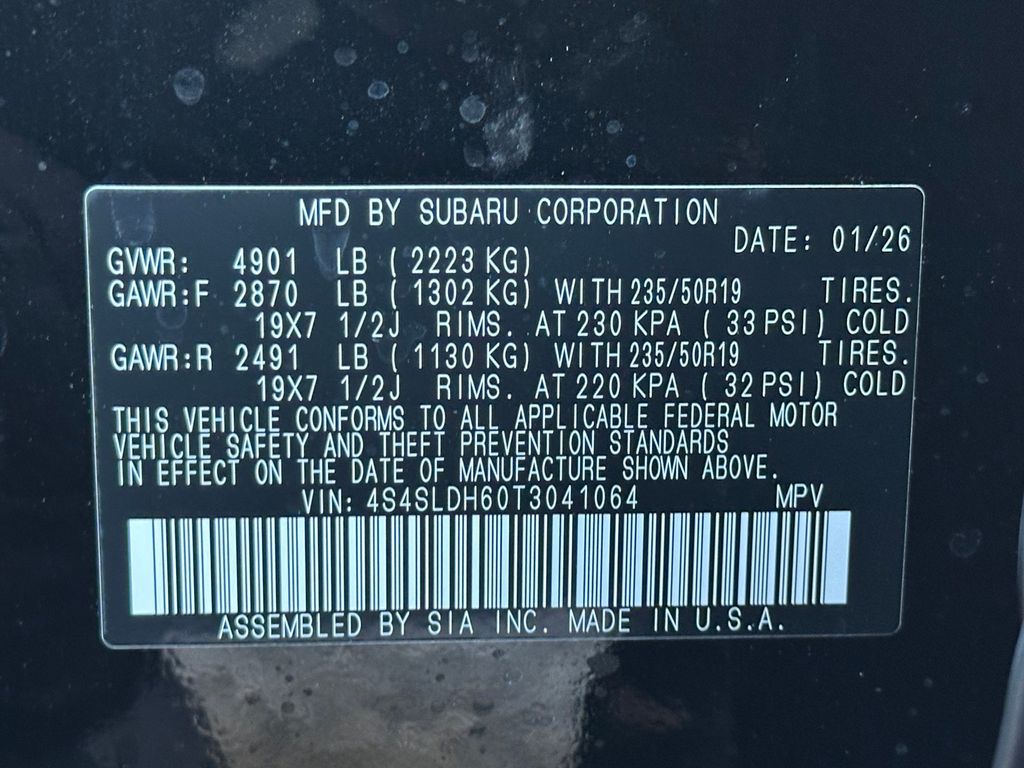 MFD BY SUBARU CORPORATION
DATE: 01/26
GVWR: 4901 LB ( 2223 KG)
GAWR:F 2870 LB ( 1302 KG) WITH 235/50R19 TIRES.
19X7 1/2J RIMS. AT 230 KPA ( 33 PSI) COLD
GAWR:R 2491 LB ( 1130 KG) WITH 235/50R19 TIRES.
19X7 1/2J RIMS. AT 220 KPA ( 32 PSI) COLD
THIS VEHICLE CONFORMS TO ALL APPLICABLE FEDERAL MOTOR
VEHICLE SAFETY AND THEFT PREVENTION STANDARDS
IN EFFECT ON THE DATE OF MANUFACTURE SHOWN ABOVE.
VIN: 4S4SLDH60T3041064 MPV
ASSEMBLED BY SIA INC. MADE IN U.S.A.